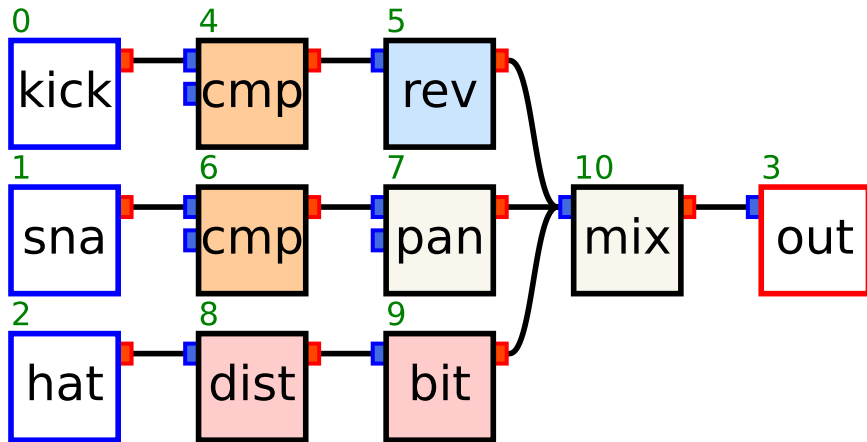 0 4 5
kick cmp rev
1 6 7 10 3
sna cmp pan mix out
2 8 9
hat dist bit